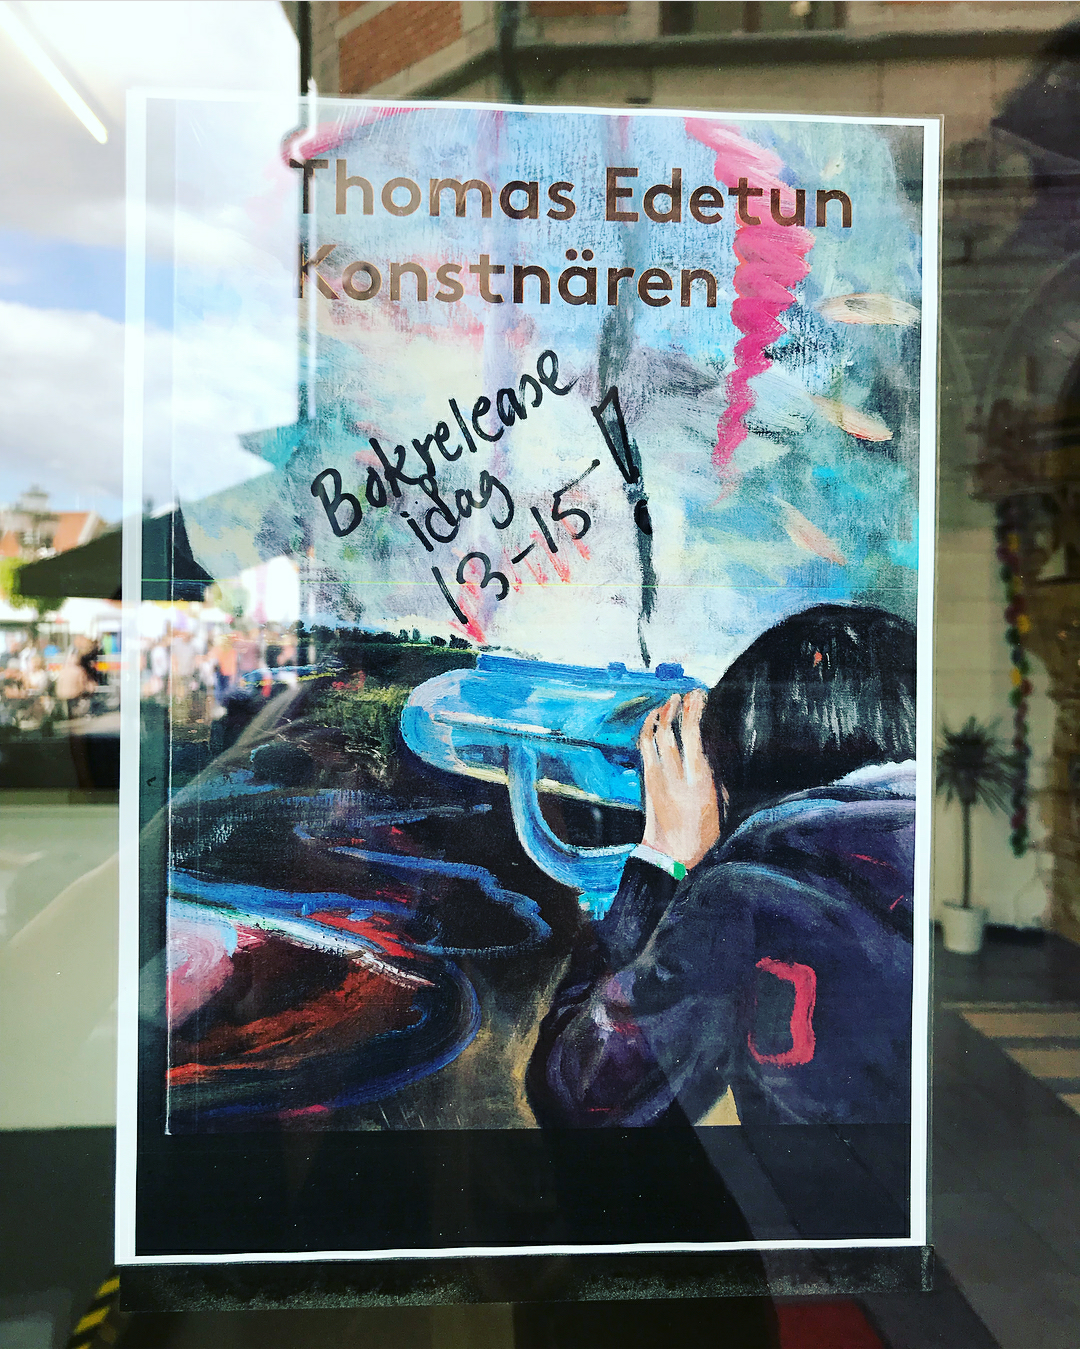 Thomas Edetun
Konstnären
Bokrelease
idag
13-15 !